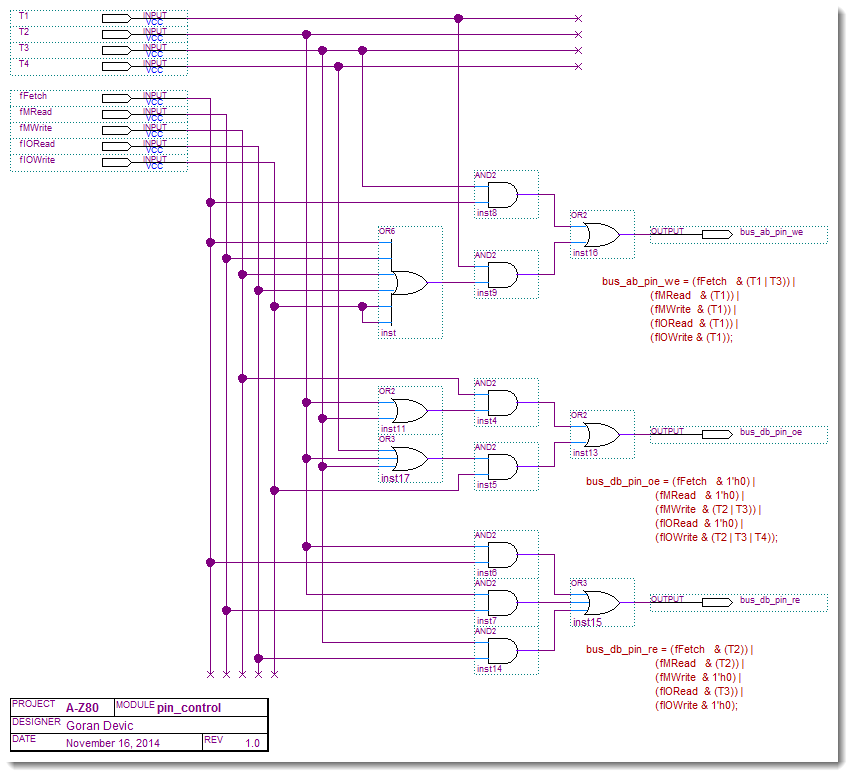 T1 INPUT VCC
T2 INPUT VCC
T3 INPUT VCC
T4 INPUT VCC
fFetch INPUT VCC
fMRead INPUT VCC
fMWrite INPUT VCC
fIORead INPUT VCC
fIOWrite INPUT VCC
AND2
inst8
OR2
inst16
OUTPUT bus_ab_pin_we
OR6
inst
AND2
inst9
bus_ab_pin_we = (fFetch & (T1 | T3)) |
(fMRead & (T1)) |
(fMWrite & (T1)) |
(fIORead & (T1)) |
(fIOWrite & (T1));
AND2
inst4
OR2
inst11
OR3
inst17
AND2
inst5
OR2
inst13
OUTPUT bus_db_pin_oe
bus_db_pin_oe = (fFetch & 1'h0) |
(fMRead & 1'h0) |
(fMWrite & (T2 | T3)) |
(fIORead & 1'h0) |
(fIOWrite & (T2 | T3 | T4));
AND2
inst6
AND2
inst7
AND2
inst14
OR3
inst15
OUTPUT bus_db_pin_re
bus_db_pin_re = (fFetch & (T2)) |
(fMRead & (T2)) |
(fMWrite & 1'h0) |
(fIORead & (T3)) |
(fIOWrite & 1'h0);
PROJECT A-Z80 MODULE pin_control
DESIGNER Goran Devic
DATE November 16, 2014 REV 1.0